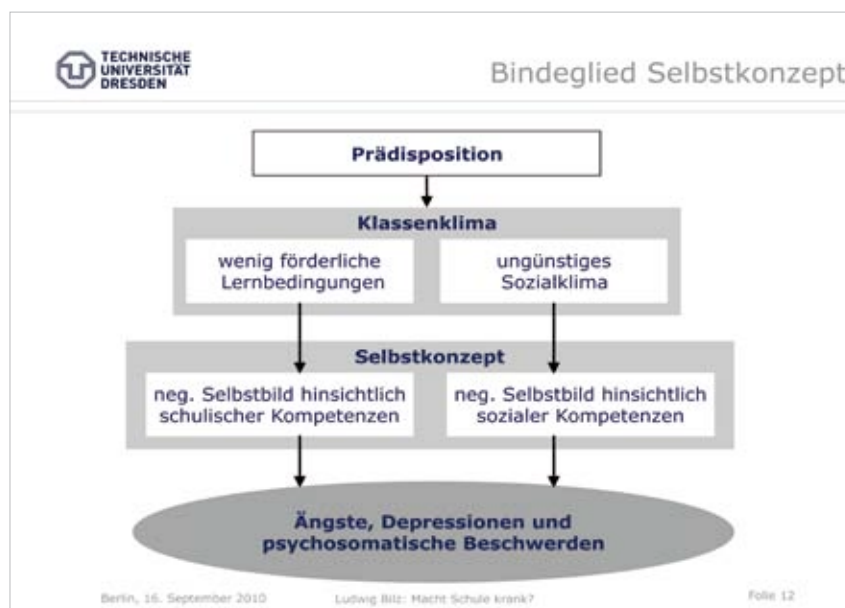 TECHNISCHE
UNIVERSITÄT
DRESDEN
Bindeglied Selbstkonzept
Prädisposition
Klassenklima
wenig förderliche
Lernbedingungen
ungünstiges
Sozialklima
Selbstkonzept
neg. Selbstbild hinsichtlich
schulischer Kompetenzen
neg. Selbstbild hinsichtlich
sozialer Kompetenzen
Ängste, Depressionen und
psychosomatische Beschwerden
Berlin, 16. September 2010 Ludwig Bilz: Macht Schule krank? Folie 12